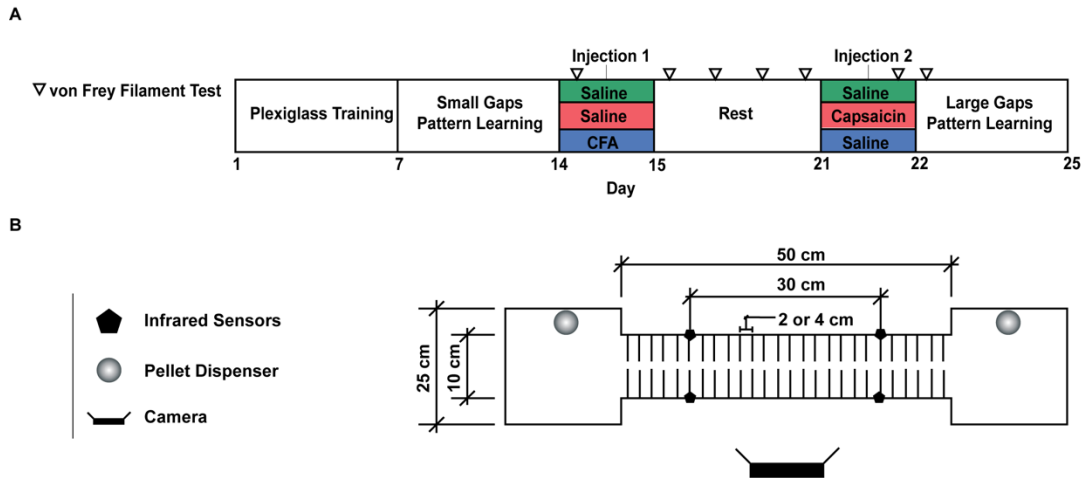 A
Injection 1
Injection 2
von Frey Filament Test
Plexiglass Training
Small Gaps
Pattern Learning
Saline
Saline
CFA
Rest
Saline
Capsaicin
Saline
Large Gaps
Pattern Learning
1
7
14
15
21
22
25
Day
B
50 cm
30 cm
2 or 4 cm
25 cm
10 cm
Infrared Sensors
Pellet Dispenser
Camera